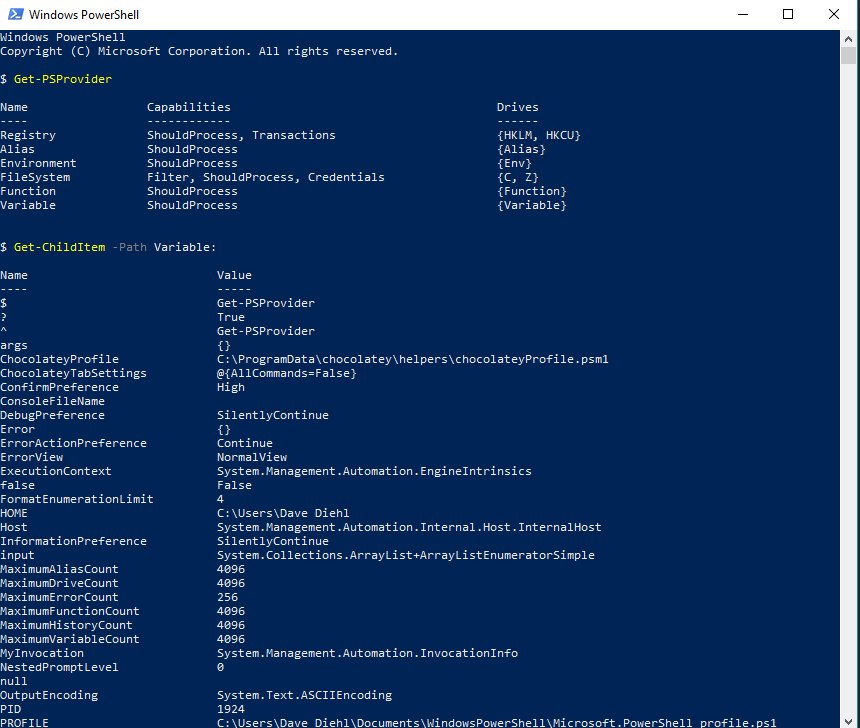 Windows PowerShell
Windows PowerShell
Copyright (C) Microsoft Corporation. All rights reserved.
$ Get-PSProvider
Name Capabilities Drives
---- ------------ ------
Registry ShouldProcess, Transactions {HKLM, HKCU}
Alias ShouldProcess {Alias}
Environment ShouldProcess {Env}
FileSystem Filter, ShouldProcess, Credentials {C, Z}
Function ShouldProcess {Function}
Variable ShouldProcess {Variable}
$ Get-ChildItem -Path Variable:
Name Value
---- -----
$ Get-PSProvider
? True
^ Get-PSProvider
args {}
ChocolateyProfile C:\ProgramData\chocolatey\helpers\chocolateyProfile.psm1
ChocolateyTabSettings @{AllCommands=False}
ConfirmPreference High
ConsoleFileName
DebugPreference SilentlyContinue
Error {}
ErrorActionPreference Continue
ErrorView NormalView
ExecutionContext System.Management.Automation.EngineIntrinsics
false False
FormatEnumerationLimit 4
HOME C:\Users\Dave Diehl
Host System.Management.Automation.Internal.Host.InternalHost
InformationPreference SilentlyContinue
input System.Collections.ArrayList+ArrayListEnumeratorSimple
MaximumAliasCount 4096
MaximumDriveCount 4096
MaximumErrorCount 256
MaximumFunctionCount 4096
MaximumHistoryCount 4096
MaximumVariableCount 4096
MyInvocation System.Management.Automation.InvocationInfo
NestedPromptLevel 0
null
OutputEncoding System.Text.ASCIIEncoding
PID 1924
PROFILE C:\Users\Dave Diehl\Documents\WindowsPowerShell\Microsoft.PowerShell_profile.ps1